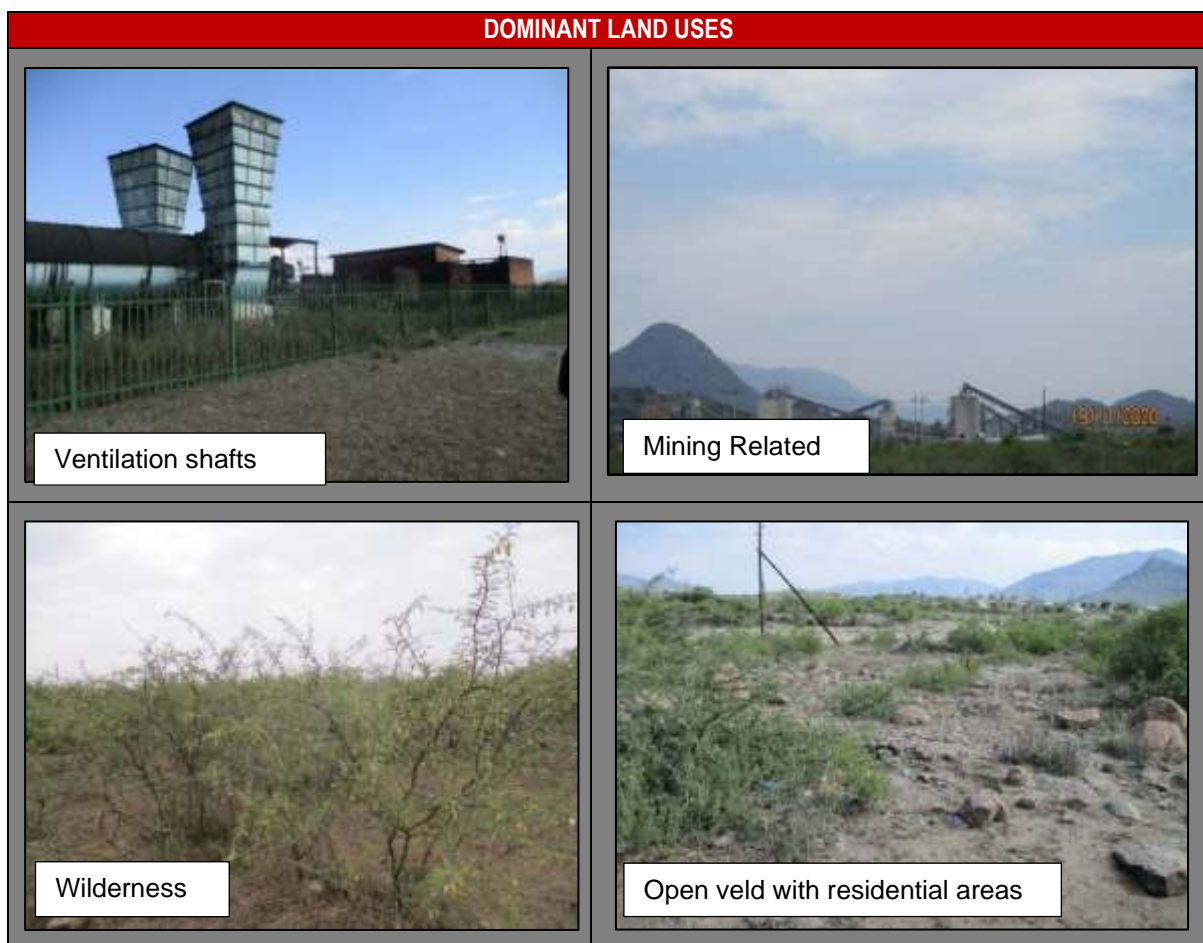 DOMINANT LAND USES
Ventilation shafts
Mining Related
Wilderness
Open veld with residential areas